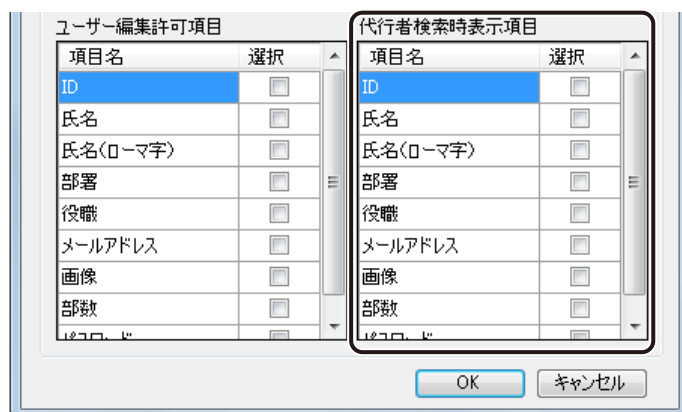 ユーザー編集許可項目
項目名 選択
ID
氏名
氏名(ローマ字)
部署
役職
メールアドレス
画像
部数
代行者検索時表示項目
項目名 選択
ID
氏名
氏名(ローマ字)
部署
役職
メールアドレス
画像
部数
OK キャンセル